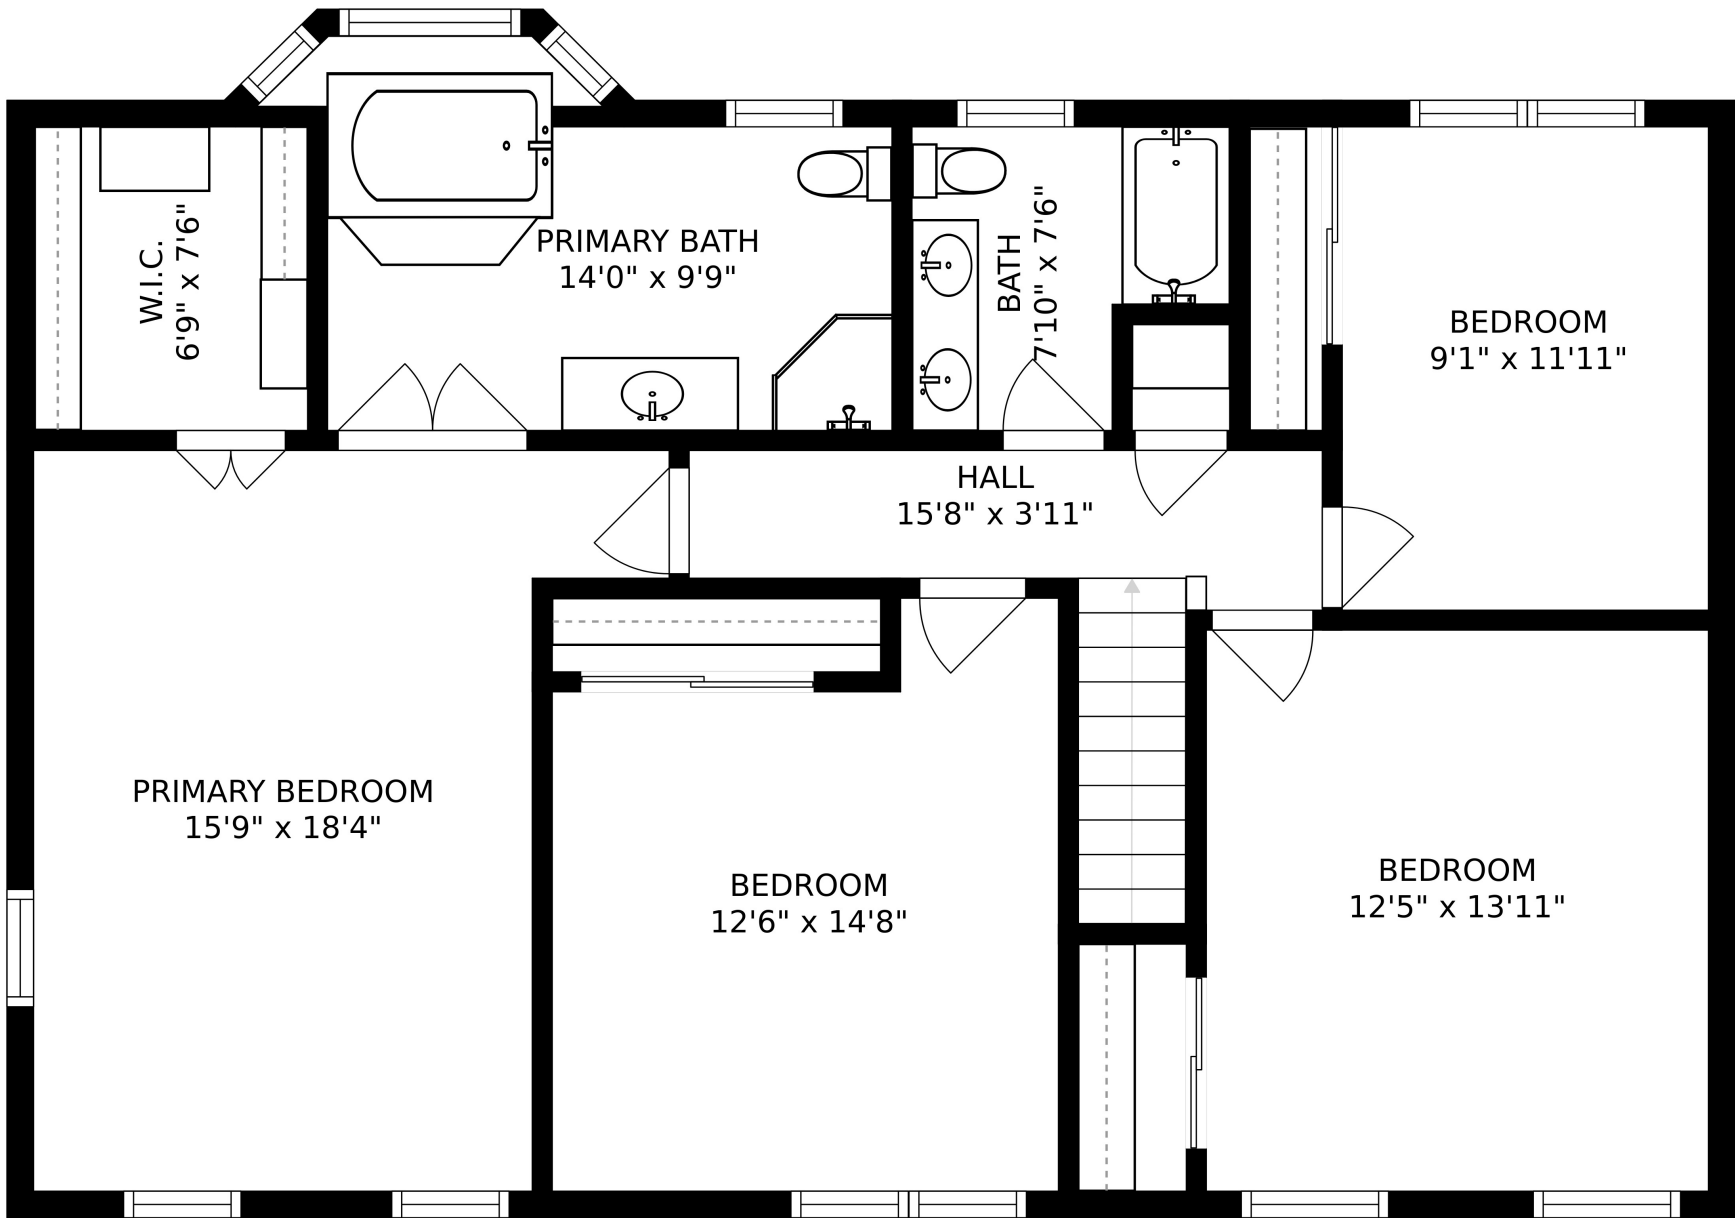 PRIMARY BATH
14'0" x 9'9"
W.I.C.
6'9" x 7'6"
BATH
7'10" x 7'6"
BEDROOM
9'1" x 11'11"
HALL
15'8" x 3'11"
PRIMARY BEDROOM
15'9" x 18'4"
BEDROOM
12'6" x 14'8"
BEDROOM
12'5" x 13'11"